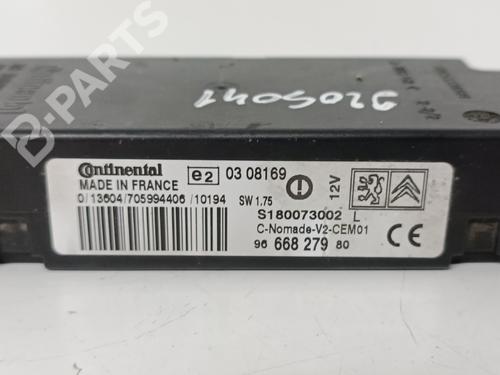 B-PARTS
9205041
Continental
e2 03 08169
MADE IN FRANCE
0/13604/705994406/10194
SW 1.75
12V
S180073002 L
C-Nomade-V2-CEM01
96 668 279 80
CE